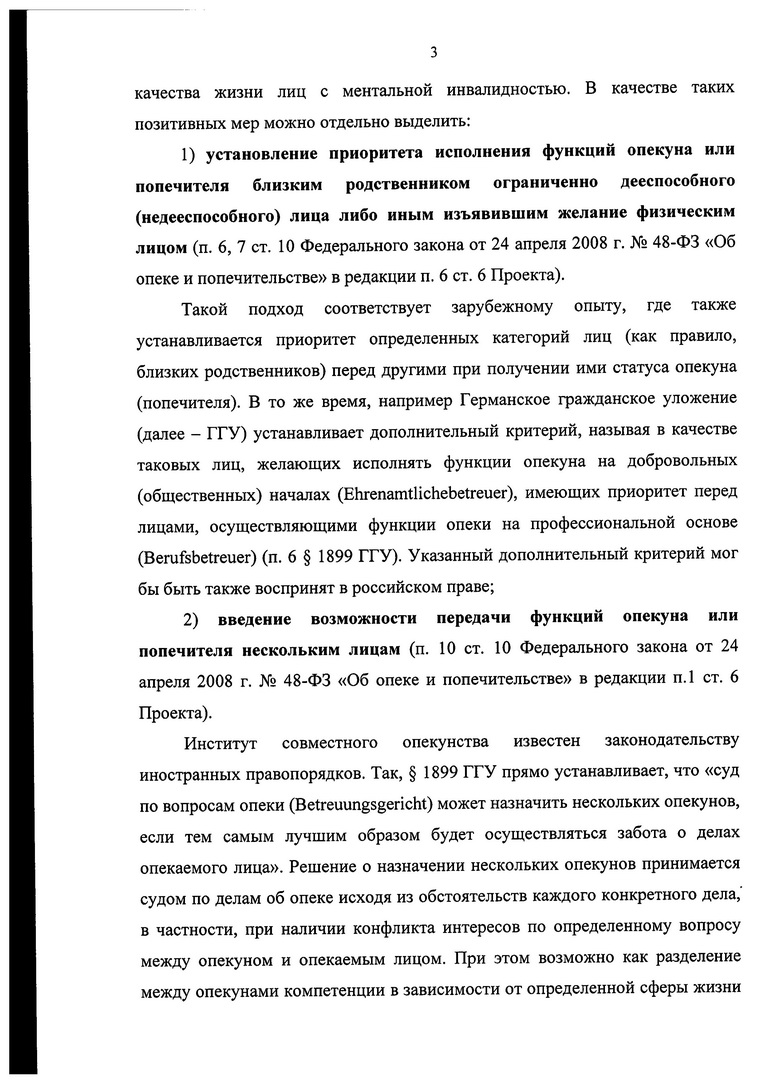 3
качества жизни лиц с ментальной инвалидностью. В качестве таких
позитивных мер можно отдельно выделить:
1) установление приоритета исполнения функций опекуна или
попечителя близким родственником ограниченно дееспособного
(недееспособного) лица либо иным изъявившим желание физическим
лицом (п. 6, 7 ст. 10 Федерального закона от 24 апреля 2008 г. № 48-ФЗ «Об
опеке и попечительстве» в редакции п. 6 ст. 6 Проекта).
Такой подход соответствует зарубежному опыту, где также
устанавливается приоритет определенных категорий лиц (как правило,
близких родственников) перед другими при получении ими статуса опекуна
(попечителя). В то же время, например Германское гражданское уложение
(далее – ГГУ) устанавливает дополнительный критерий, называя в качестве
таковых лиц, желающих исполнять функции опекуна на добровольных
(общественных) началах (Ehrenamtlichebetreuer), имеющих приоритет перед
лицами, осуществляющими функции опеки на профессиональной основе
(Berufsbetreuer) (п. 6 § 1899 ГГУ). Указанный дополнительный критерий мог
бы быть также воспринят в российском праве;
2) введение возможности передачи функций опекуна или
попечителя нескольким лицам (п. 10 ст. 10 Федерального закона от 24
апреля 2008 г. № 48-ФЗ «Об опеке и попечительстве» в редакции п.1 ст. 6
Проекта).
Институт совместного опекунства известен законодательству
иностранных правопорядков. Так, § 1899 ГГУ прямо устанавливает, что «суд
по вопросам опеки (Betreuungsgericht) может назначить нескольких опекунов,
если тем самым лучшим образом будет осуществляться забота о делах
опекаемого лица». Решение о назначении нескольких опекунов принимается
судом по делам об опеке исходя из обстоятельств каждого конкретного дела,
в частности, при наличии конфликта интересов по определенному вопросу
между опекуном и опекаемым лицом. При этом возможно как разделение
между опекунами компетенции в зависимости от определенной сферы жизни